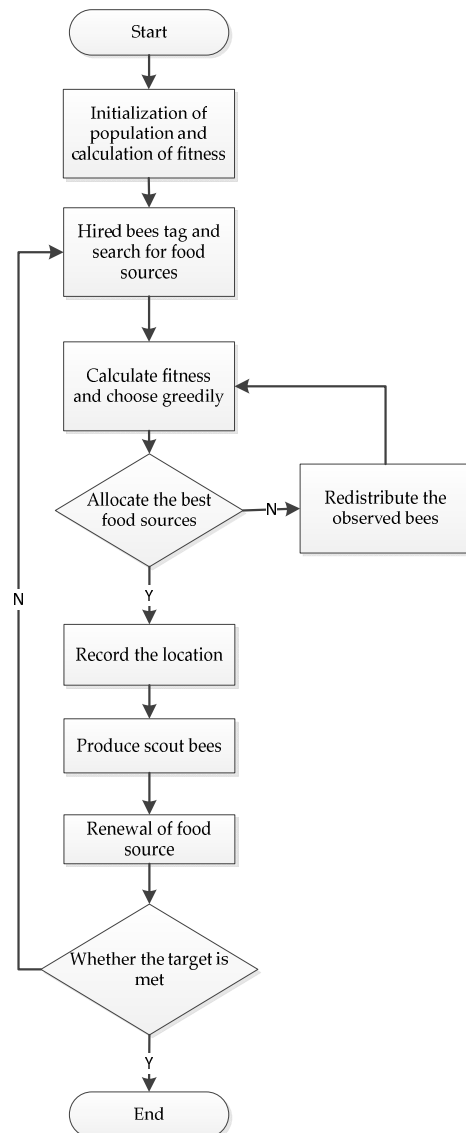 Start
Initialization of
population and
calculation of fitness
Hired bees tag and
search for food
sources
Calculate fitness
and choose greedily
Allocate the best
food sources
N
Redistribute the
observed bees
N
Y
Record the location
Produce scout bees
Renewal of food
source
Whether the target is
met
Y
End